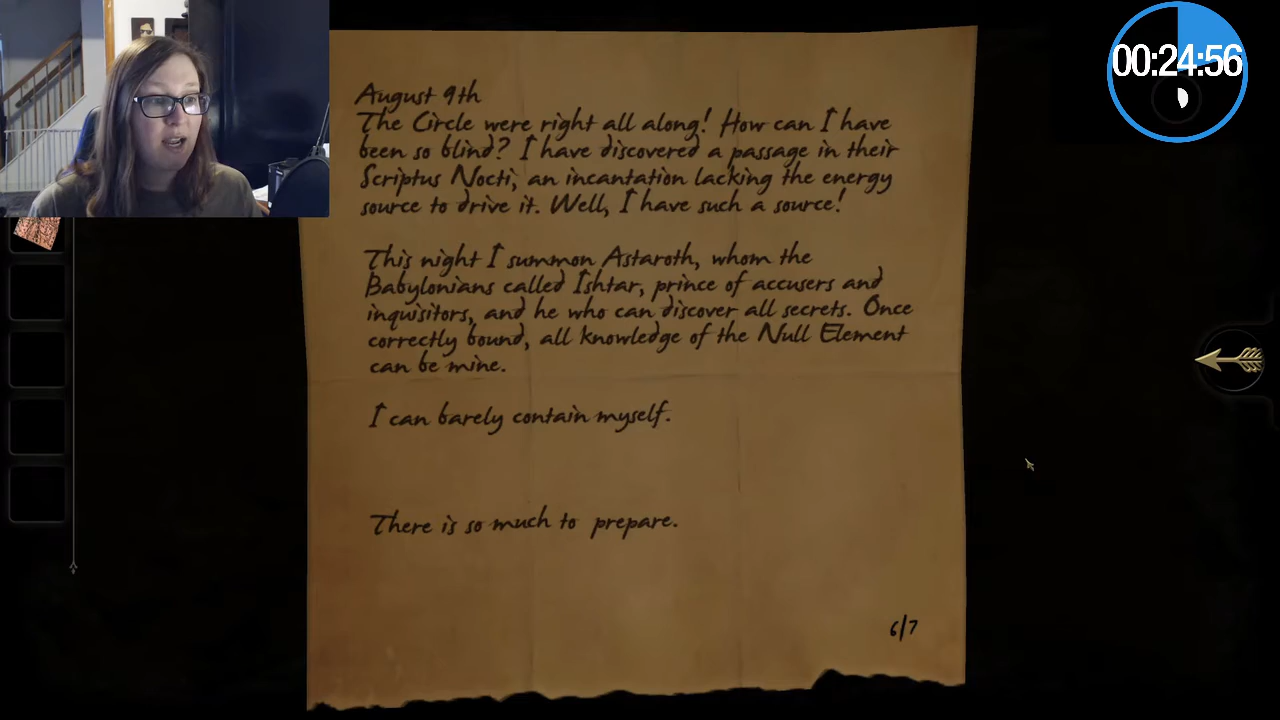 00:24:56
August 9th
The Circle were right all along! How can I have
been so blind? I have discovered a passage in their
Scriptus Nocti, an incantation lacking the energy
source to drive it. Well, I have such a source!
This night I summon Astaroth, whom the
Babylonians called Ishtar, prince of accusers and
inquisitors, and he who can discover all secrets. Once
correctly bound, all knowledge of the Null Element
can be mine.
I can barely contain myself.
There is so much to prepare.
6/7